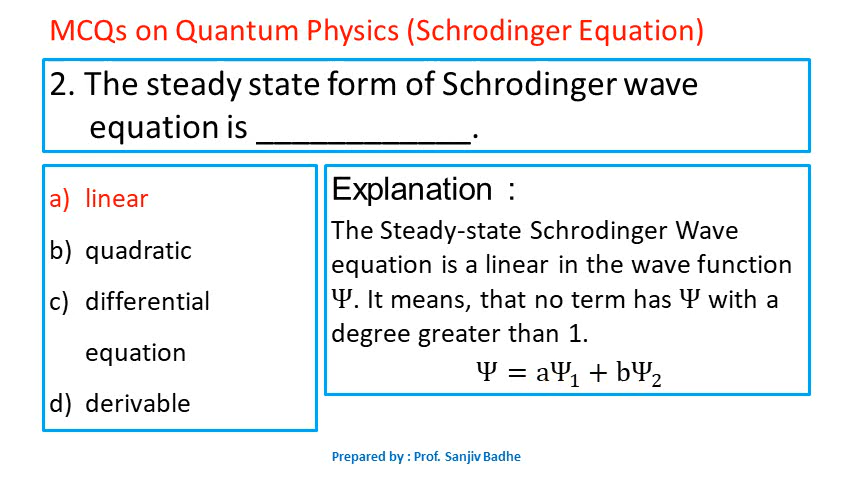 MCQs on Quantum Physics (Schrodinger Equation)
2. The steady state form of Schrodinger wave
equation is ____________.
a) linear
b) quadratic
c) differential
equation
d) derivable
Explanation :
The Steady-state Schrodinger Wave
equation is a linear in the wave function
Ψ. It means, that no term has Ψ with a
degree greater than 1.
Ψ = aΨ₁ + bΨ₂
Prepared by : Prof. Sanjiv Badhe